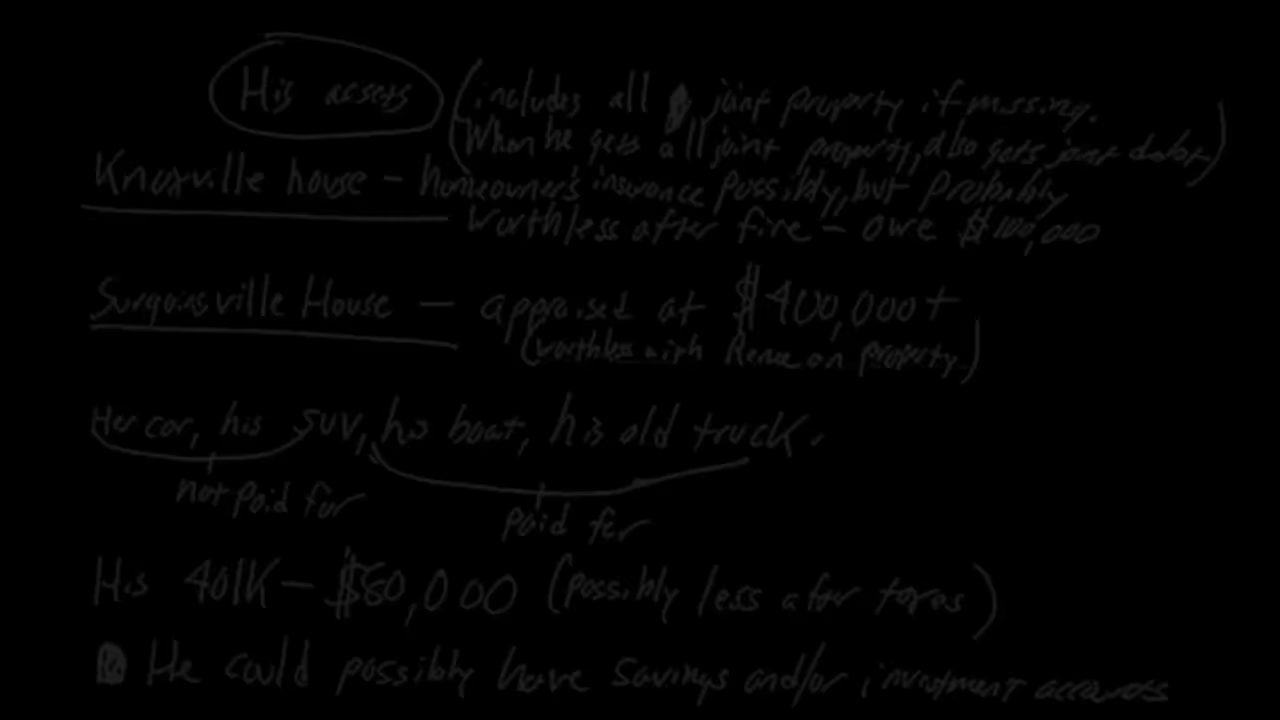 His assets (includes all joint property if missing.
When he gets all joint property, also gets joint debt)
Knoxville house - homeowner's insurance possibly, but probably
worthless after fire - owe $100,000
Surgoinsville House - appraised at $400,000+
(worthless with Renee on property)
Her car, his SUV, his boat, his old truck.
not paid for
paid for
His 401K - $80,000 (possibly less after taxes)
He could possibly have savings and/or investment accounts